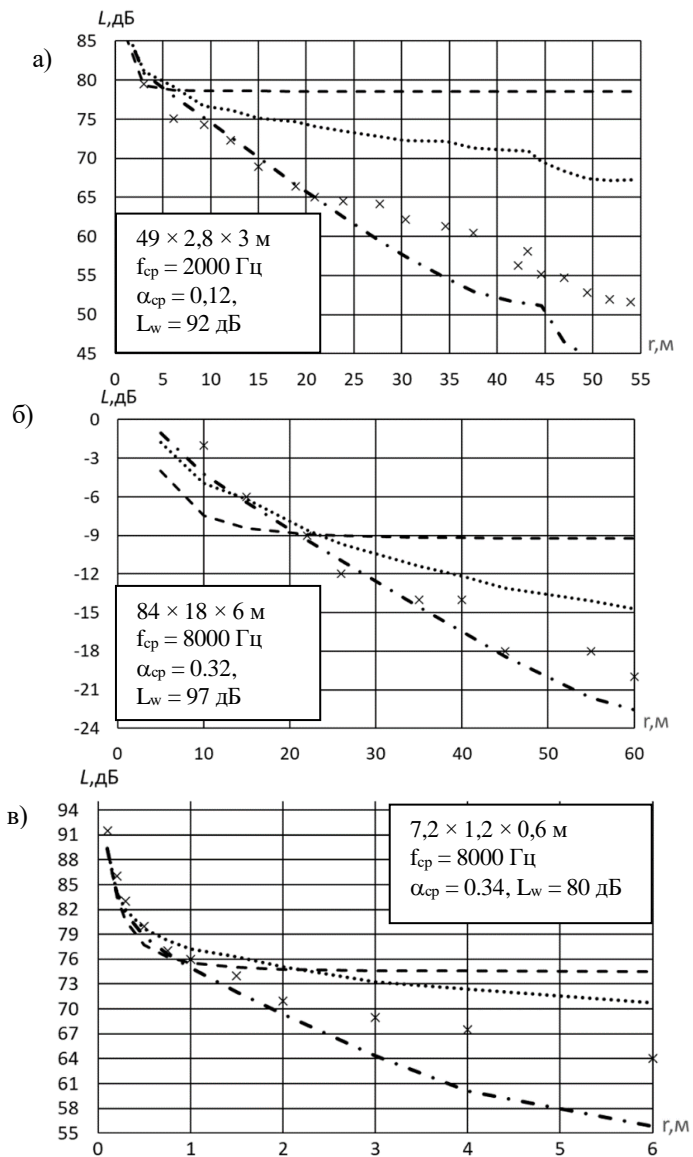 L,дБ
а)
85
80
75
70
65
60
55
50
45
49 × 2,8 × 3 м
fср = 2000 Гц
αср = 0,12,
Lw = 92 дБ
0 5 10 15 20 25 30 35 40 45 50 55
r,м
L,дБ
б)
0
-3
-6
-9
-12
-15
-18
-21
-24
84 × 18 × 6 м
fср = 8000 Гц
αср = 0.32,
Lw = 97 дБ
r,м
0 10 20 30 40 50 60
L,дБ
в)
94
91
88
85
82
79
76
73
70
67
64
61
58
55
7,2 × 1,2 × 0,6 м
fср = 8000 Гц
αср = 0.34, Lw = 80 дБ
r,м
0 1 2 3 4 5 6